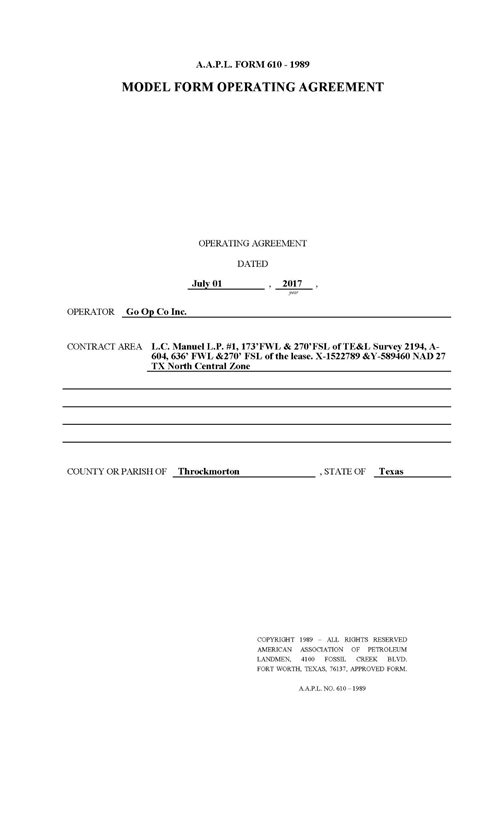 A.A.P.L. FORM 610 - 1989
MODEL FORM OPERATING AGREEMENT
OPERATING AGREEMENT
DATED
July 01 , 2017 ,
year
OPERATOR Go Op Co Inc.
CONTRACT AREA L.C. Manuel L.P. #1, 173’FWL & 270’FSL of TE&L Survey 2194, A-
604, 636’ FWL &270’ FSL of the lease. X-1522789 &Y-589460 NAD 27
TX North Central Zone
COUNTY OR PARISH OF Throckmorton , STATE OF Texas
COPYRIGHT 1989 – ALL RIGHTS RESERVED
AMERICAN ASSOCIATION OF PETROLEUM
LANDMEN, 4100 FOSSIL CREEK BLVD.
FORT WORTH, TEXAS, 76137, APPROVED FORM.
A.A.P.L. NO. 610 – 1989